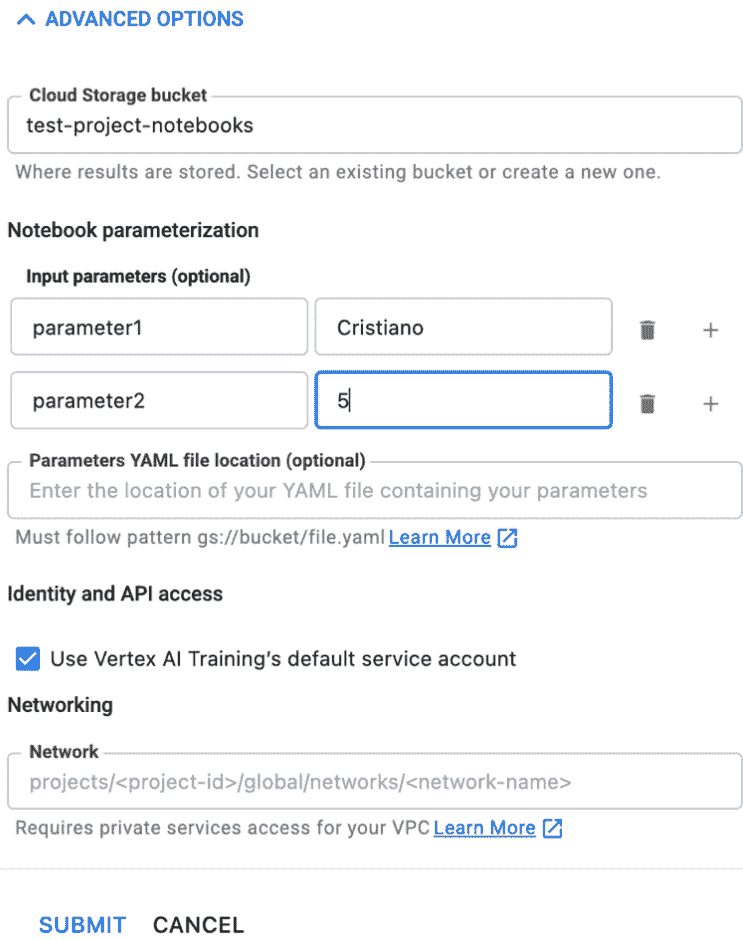 ADVANCED OPTIONS
Cloud Storage bucket
test-project-notebooks
Where results are stored. Select an existing bucket or create a new one.
Notebook parameterization
Input parameters (optional)
parameter1 Cristiano
parameter2 5
Parameters YAML file location (optional)
Enter the location of your YAML file containing your parameters
Must follow pattern gs://bucket/file.yaml Learn More
Identity and API access
Use Vertex AI Training’s default service account
Networking
Network
projects/<project-id>/global/networks/<network-name>
Requires private services access for your VPC Learn More
SUBMIT CANCEL